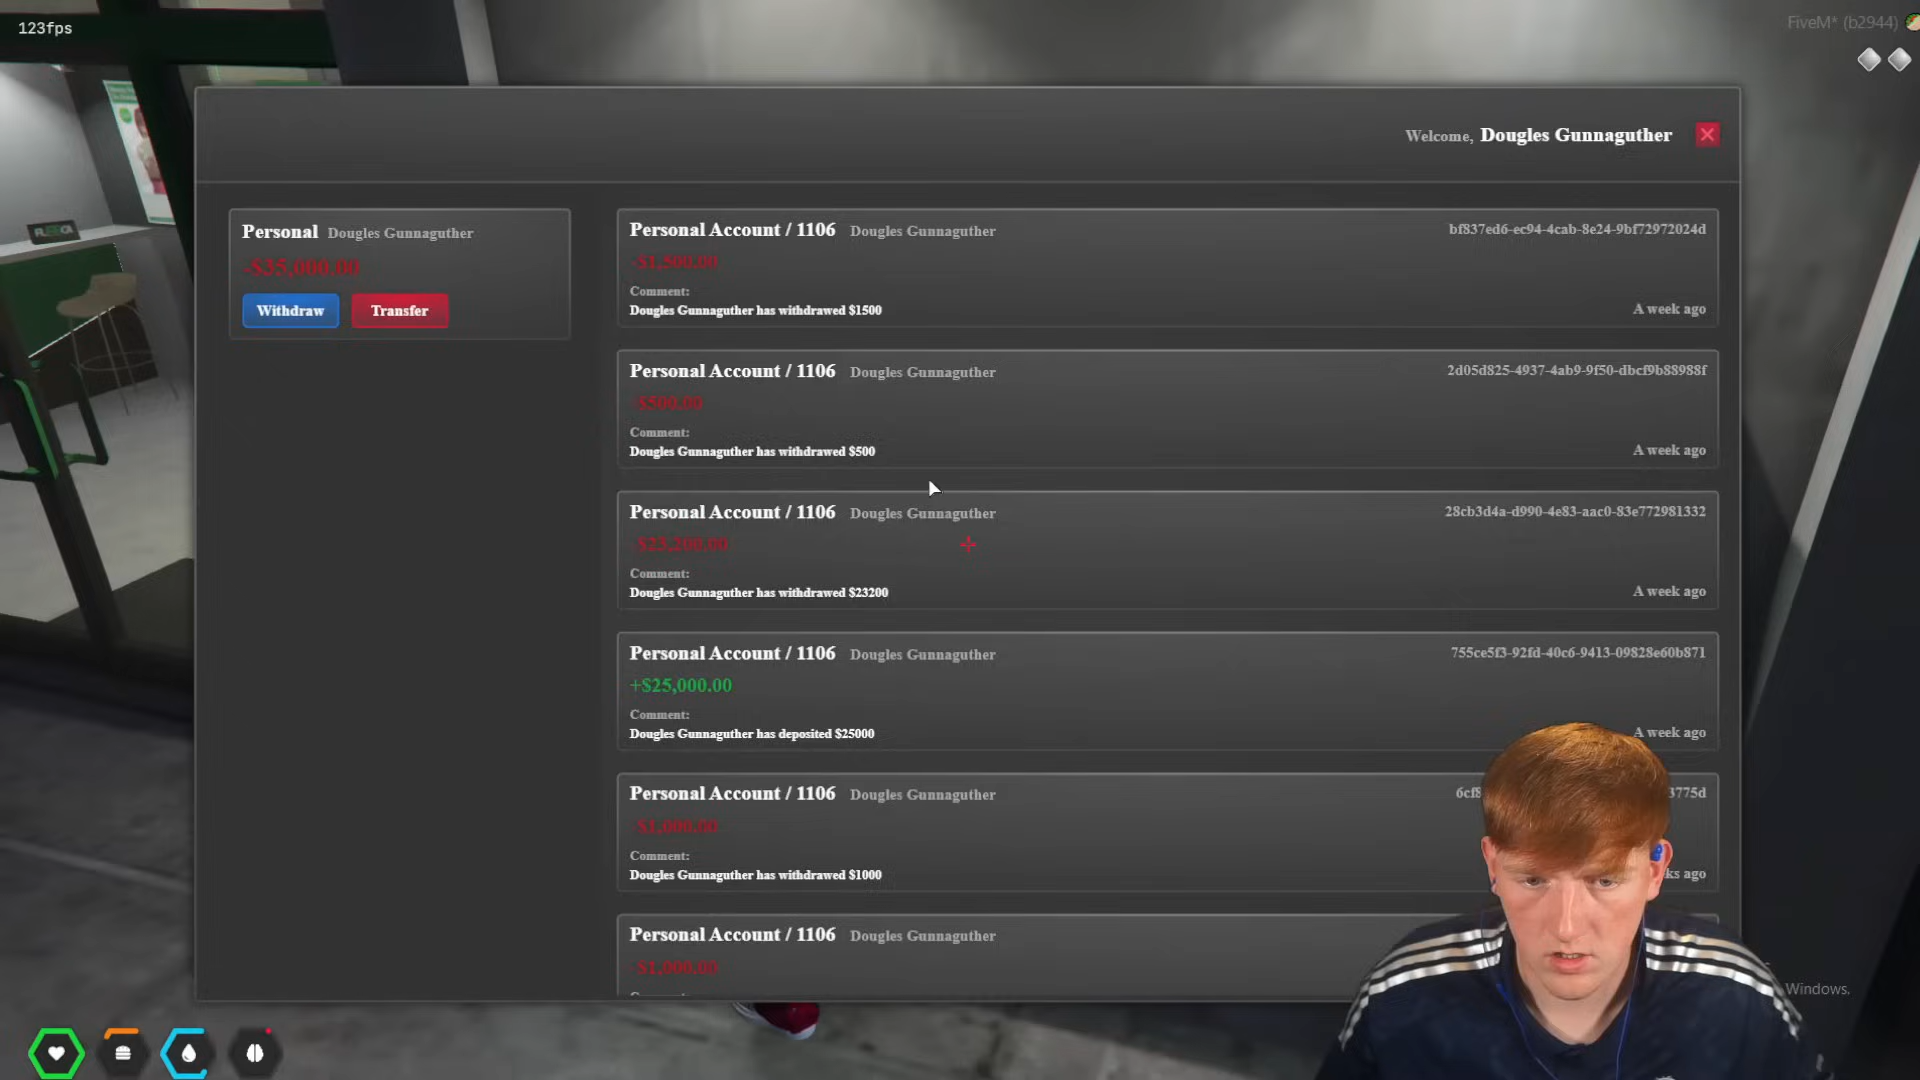 123fps
FiveM* (b2944)
Welcome, Dougles Gunnaguther
Personal Dougles Gunnaguther
-$35,000.00
Withdraw Transfer
Personal Account / 1106 Dougles Gunnaguther bf837ed6-ec94-4cab-8e24-9bf72972024d
-$1,500.00
Comment:
Dougles Gunnaguther has withdrawed $1500 A week ago
Personal Account / 1106 Dougles Gunnaguther 2d05d825-4937-4ab9-9f50-dbcf9b88988f
-$500.00
Comment:
Dougles Gunnaguther has withdrawed $500 A week ago
Personal Account / 1106 Dougles Gunnaguther 28cb3d4a-d990-4e83-aac0-83e772981332
-$23,200.00
Comment:
Dougles Gunnaguther has withdrawed $23200 A week ago
Personal Account / 1106 Dougles Gunnaguther 755ce5f3-92fd-40c6-9413-09828e60b871
+$25,000.00
Comment:
Dougles Gunnaguther has deposited $25000 A week ago
Personal Account / 1106 Dougles Gunnaguther
-$1,000.00
Comment:
Dougles Gunnaguther has withdrawed $1000 ago
Personal Account / 1106 Dougles Gunnaguther
-$1,000.00
Windows.